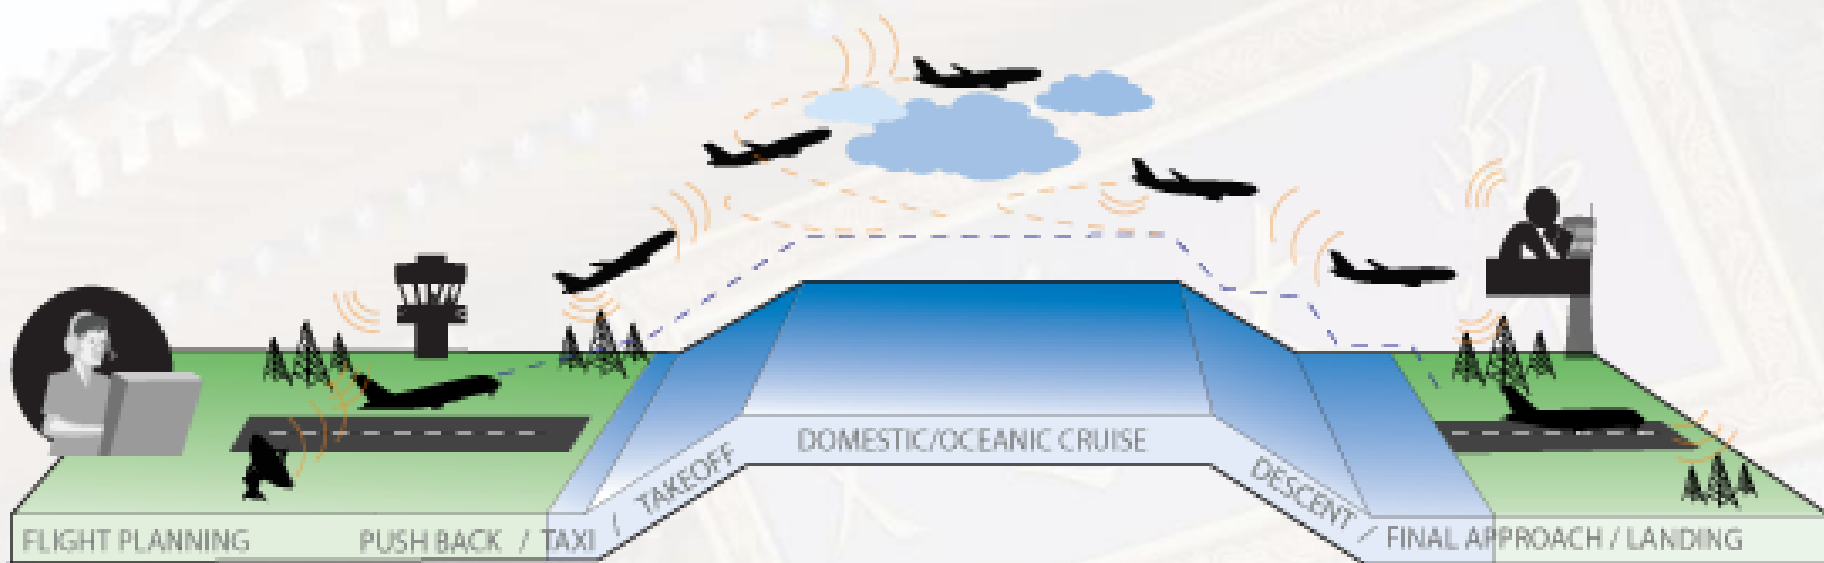 FLIGHT PLANNING
PUSH BACK / TAXI / TAKEOFF
DOMESTIC/OCEANIC CRUISE
DESCENT / FINAL APPROACH / LANDING